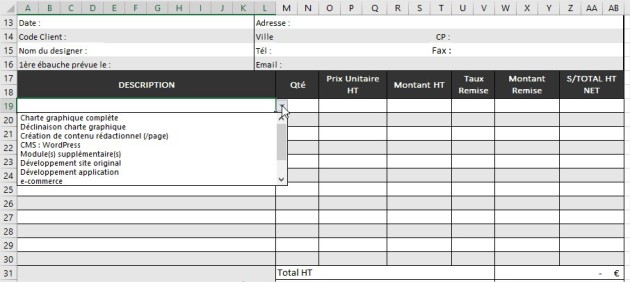 A B C D E F G H I J K L M N O P Q R S T U V W X Y Z AA AB
13 Date : Adresse :
14 Code Client : Ville CP :
15 Nom du designer : Tél : Fax :
16 1ère ébauche prévue le : Email :
17 DESCRIPTION Qté Prix Unitaire HT Montant HT Taux Remise Montant Remise S/TOTAL HT NET
18
19
20 Charte graphique complète
21 Déclinaison charte graphique
Création de contenu rédactionnel (/page)
22 CMS : WordPress
Module(s) supplémentaire(s)
23 Développement site original
24 Développement application
e-commerce
25
26
27
28
29
30
31 Total HT - €